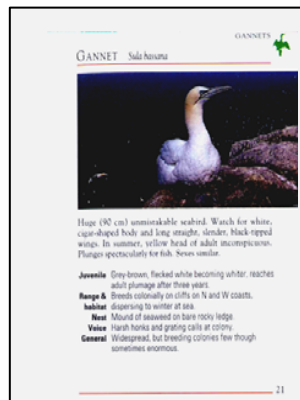 GANNETS
GANNET Sula bassana
Huge (90 cm) unmistakable seabird. Watch for white,
cigar-shaped body and long straight, slender, black-tipped
wings. In summer, yellow head of adult inconspicuous.
Plunges spectacularly for fish. Sexes similar.
Juvenile Grey-brown, flecked white becoming whiter, reaches
adult plumage after three years.
Range & Breeds colonially on cliffs on N and W coasts,
habitat dispersing to winter at sea.
Nest Mound of seaweed on bare rocky ledge.
Voice Harsh honks and grating calls at colony.
General Widespread, but breeding colonies few though
sometimes enormous.
21